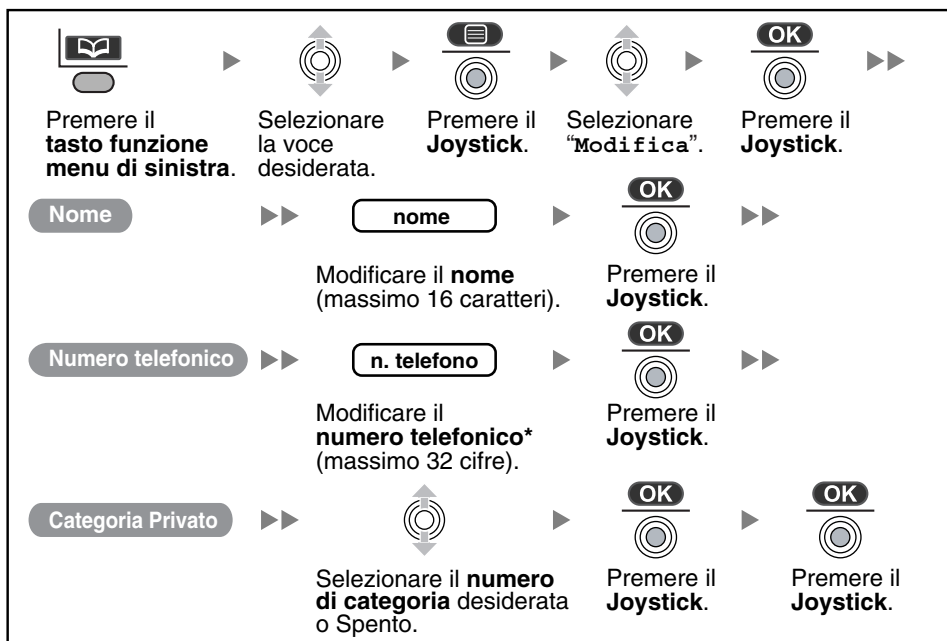 OK
OK
Premere il
tasto funzione
menu di sinistra.
Selezionare
la voce
desiderata.
Premere il
Joystick.
Selezionare
“Modifica”.
Premere il
Joystick.
Nome
nome
OK
Modificare il nome
(massimo 16 caratteri).
Premere il
Joystick.
Numero telefonico
n. telefono
OK
Modificare il
numero telefonico*
(massimo 32 cifre).
Premere il
Joystick.
Categoria Privato
OK
OK
Selezionare il numero
di categoria desiderata
o Spento.
Premere il
Joystick.
Premere il
Joystick.